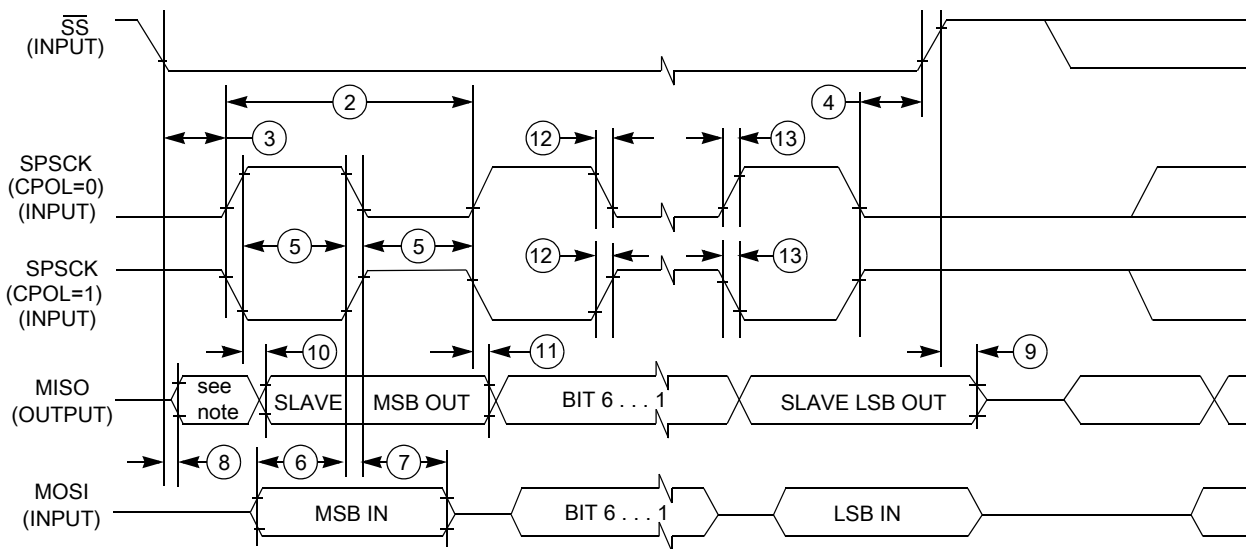 SS
(INPUT)
2
4
3
12
13
SPSCK
(CPOL=0)
(INPUT)
5
5
SPSCK
(CPOL=1)
(INPUT)
12
13
10
11
9
MISO
(OUTPUT)
see
note
SLAVE
MSB OUT
BIT 6 . . . 1
SLAVE LSB OUT
8
6
7
MOSI
(INPUT)
MSB IN
BIT 6 . . . 1
LSB IN